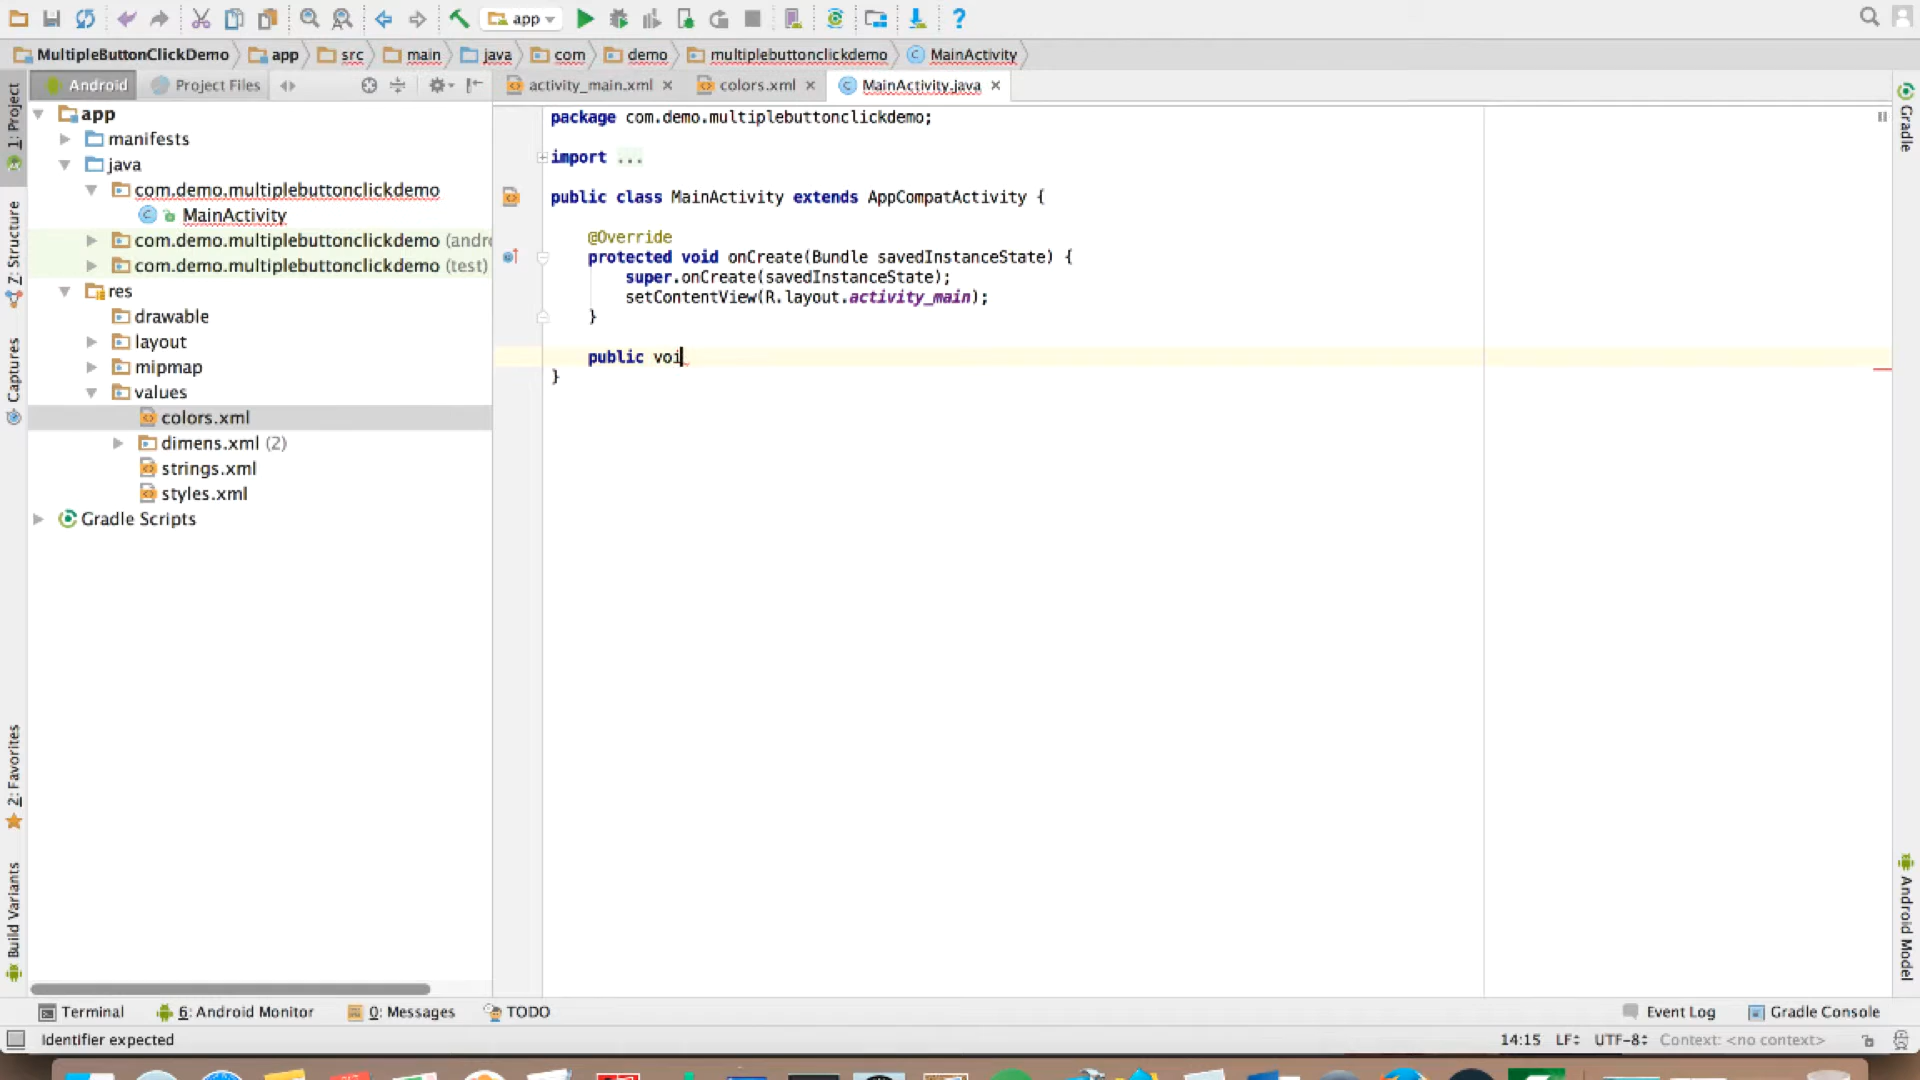 app
MultipleButtonClickDemo app src main java com demo multiplebuttonclickdemo MainActivity
Android Project Files
activity_main.xml colors.xml MainActivity.java
1: Project
Z: Structure
Captures
2: Favorites
Build Variants
app
manifests
java
com.demo.multiplebuttonclickdemo
MainActivity
com.demo.multiplebuttonclickdemo (andro
com.demo.multiplebuttonclickdemo (test)
res
drawable
layout
mipmap
values
colors.xml
dimens.xml (2)
strings.xml
styles.xml
Gradle Scripts
package com.demo.multiplebuttonclickdemo;
import ...
public class MainActivity extends AppCompatActivity {
@Override
protected void onCreate(Bundle savedInstanceState) {
super.onCreate(savedInstanceState);
setContentView(R.layout.activity_main);
}
public voi
}
Gradle
Android Model
Terminal 6: Android Monitor 0: Messages TODO Event Log Gradle Console
Identifier expected 14:15 LF: UTF-8: Context: <no context>